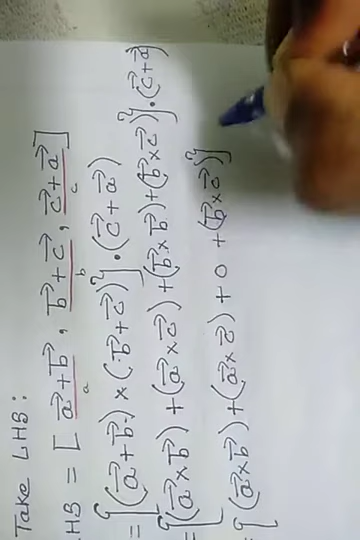 Take LHS:
LHS = [ a⃗+b⃗ , b⃗+c⃗ , c⃗+a⃗ ]
a b c
= {(a⃗+b⃗) × (b⃗+c⃗)} · (c⃗+a⃗)
= {(a⃗×b⃗) + (a⃗×c⃗) + (b⃗×b⃗) + (b⃗×c⃗)} · (c⃗+a⃗)
= {(a⃗×b⃗) + (a⃗×c⃗) + 0 + (b⃗×c⃗)}